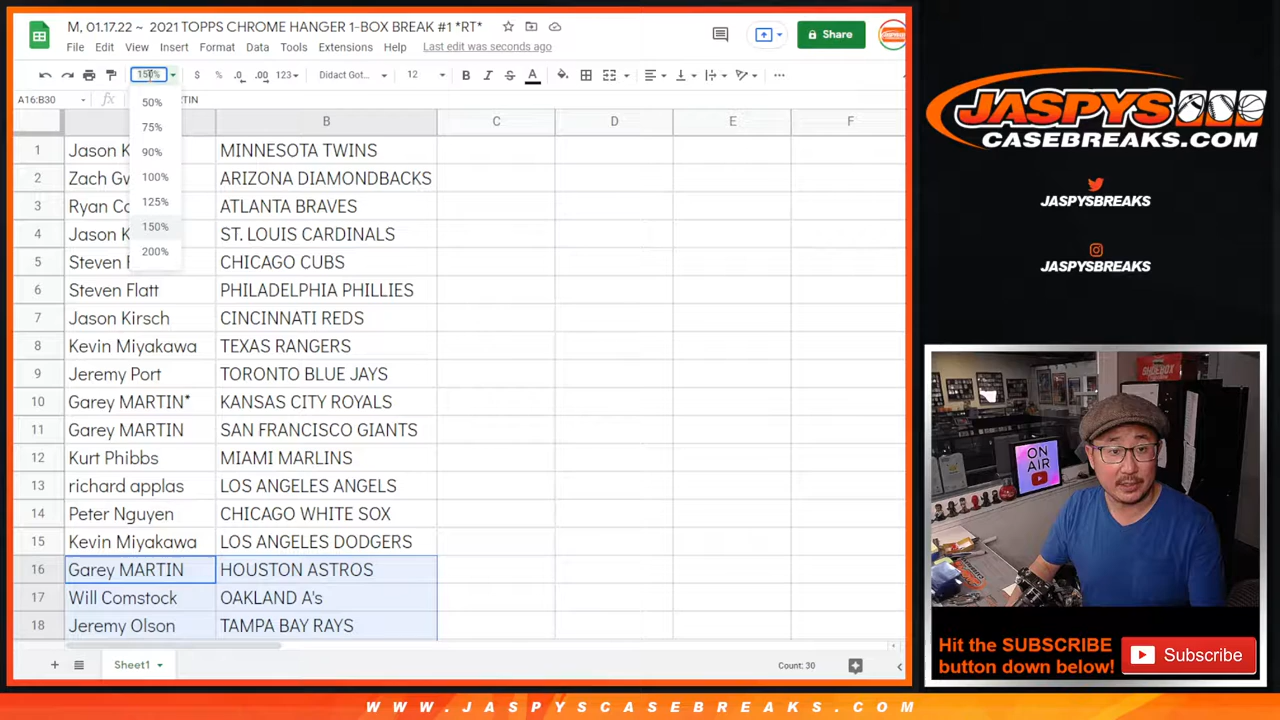 M, 01.17.22 ~ 2021 TOPPS CHROME HANGER 1-BOX BREAK #1 *RT*
File Edit View Insert Format Data Tools Extensions Help Last edit was seconds ago
Share
150% $ % .0 .00 123 Didact Got... 12 B I S A
A16:B30 fx RTIN
50%
75%
90%
100%
125%
150%
200%
A B C D E F
1 Jason K MINNESOTA TWINS
2 Zach Gw ARIZONA DIAMONDBACKS
3 Ryan Co ATLANTA BRAVES
4 Jason K ST. LOUIS CARDINALS
5 Steven F CHICAGO CUBS
6 Steven Flatt PHILADELPHIA PHILLIES
7 Jason Kirsch CINCINNATI REDS
8 Kevin Miyakawa TEXAS RANGERS
9 Jeremy Port TORONTO BLUE JAYS
10 Garey MARTIN* KANSAS CITY ROYALS
11 Garey MARTIN SAN FRANCISCO GIANTS
12 Kurt Phibbs MIAMI MARLINS
13 richard applas LOS ANGELES ANGELS
14 Peter Nguyen CHICAGO WHITE SOX
15 Kevin Miyakawa LOS ANGELES DODGERS
16 Garey MARTIN HOUSTON ASTROS
17 Will Comstock OAKLAND A's
18 Jeremy Olson TAMPA BAY RAYS
Sheet1
Count: 30
JASPYS
CASEBREAKS.COM
JASPYSBREAKS
JASPYSBREAKS
SHOEBOX
ON
AIR
Hit the SUBSCRIBE
button down below!
Subscribe
WWW.JASPYSCASEBREAKS.COM